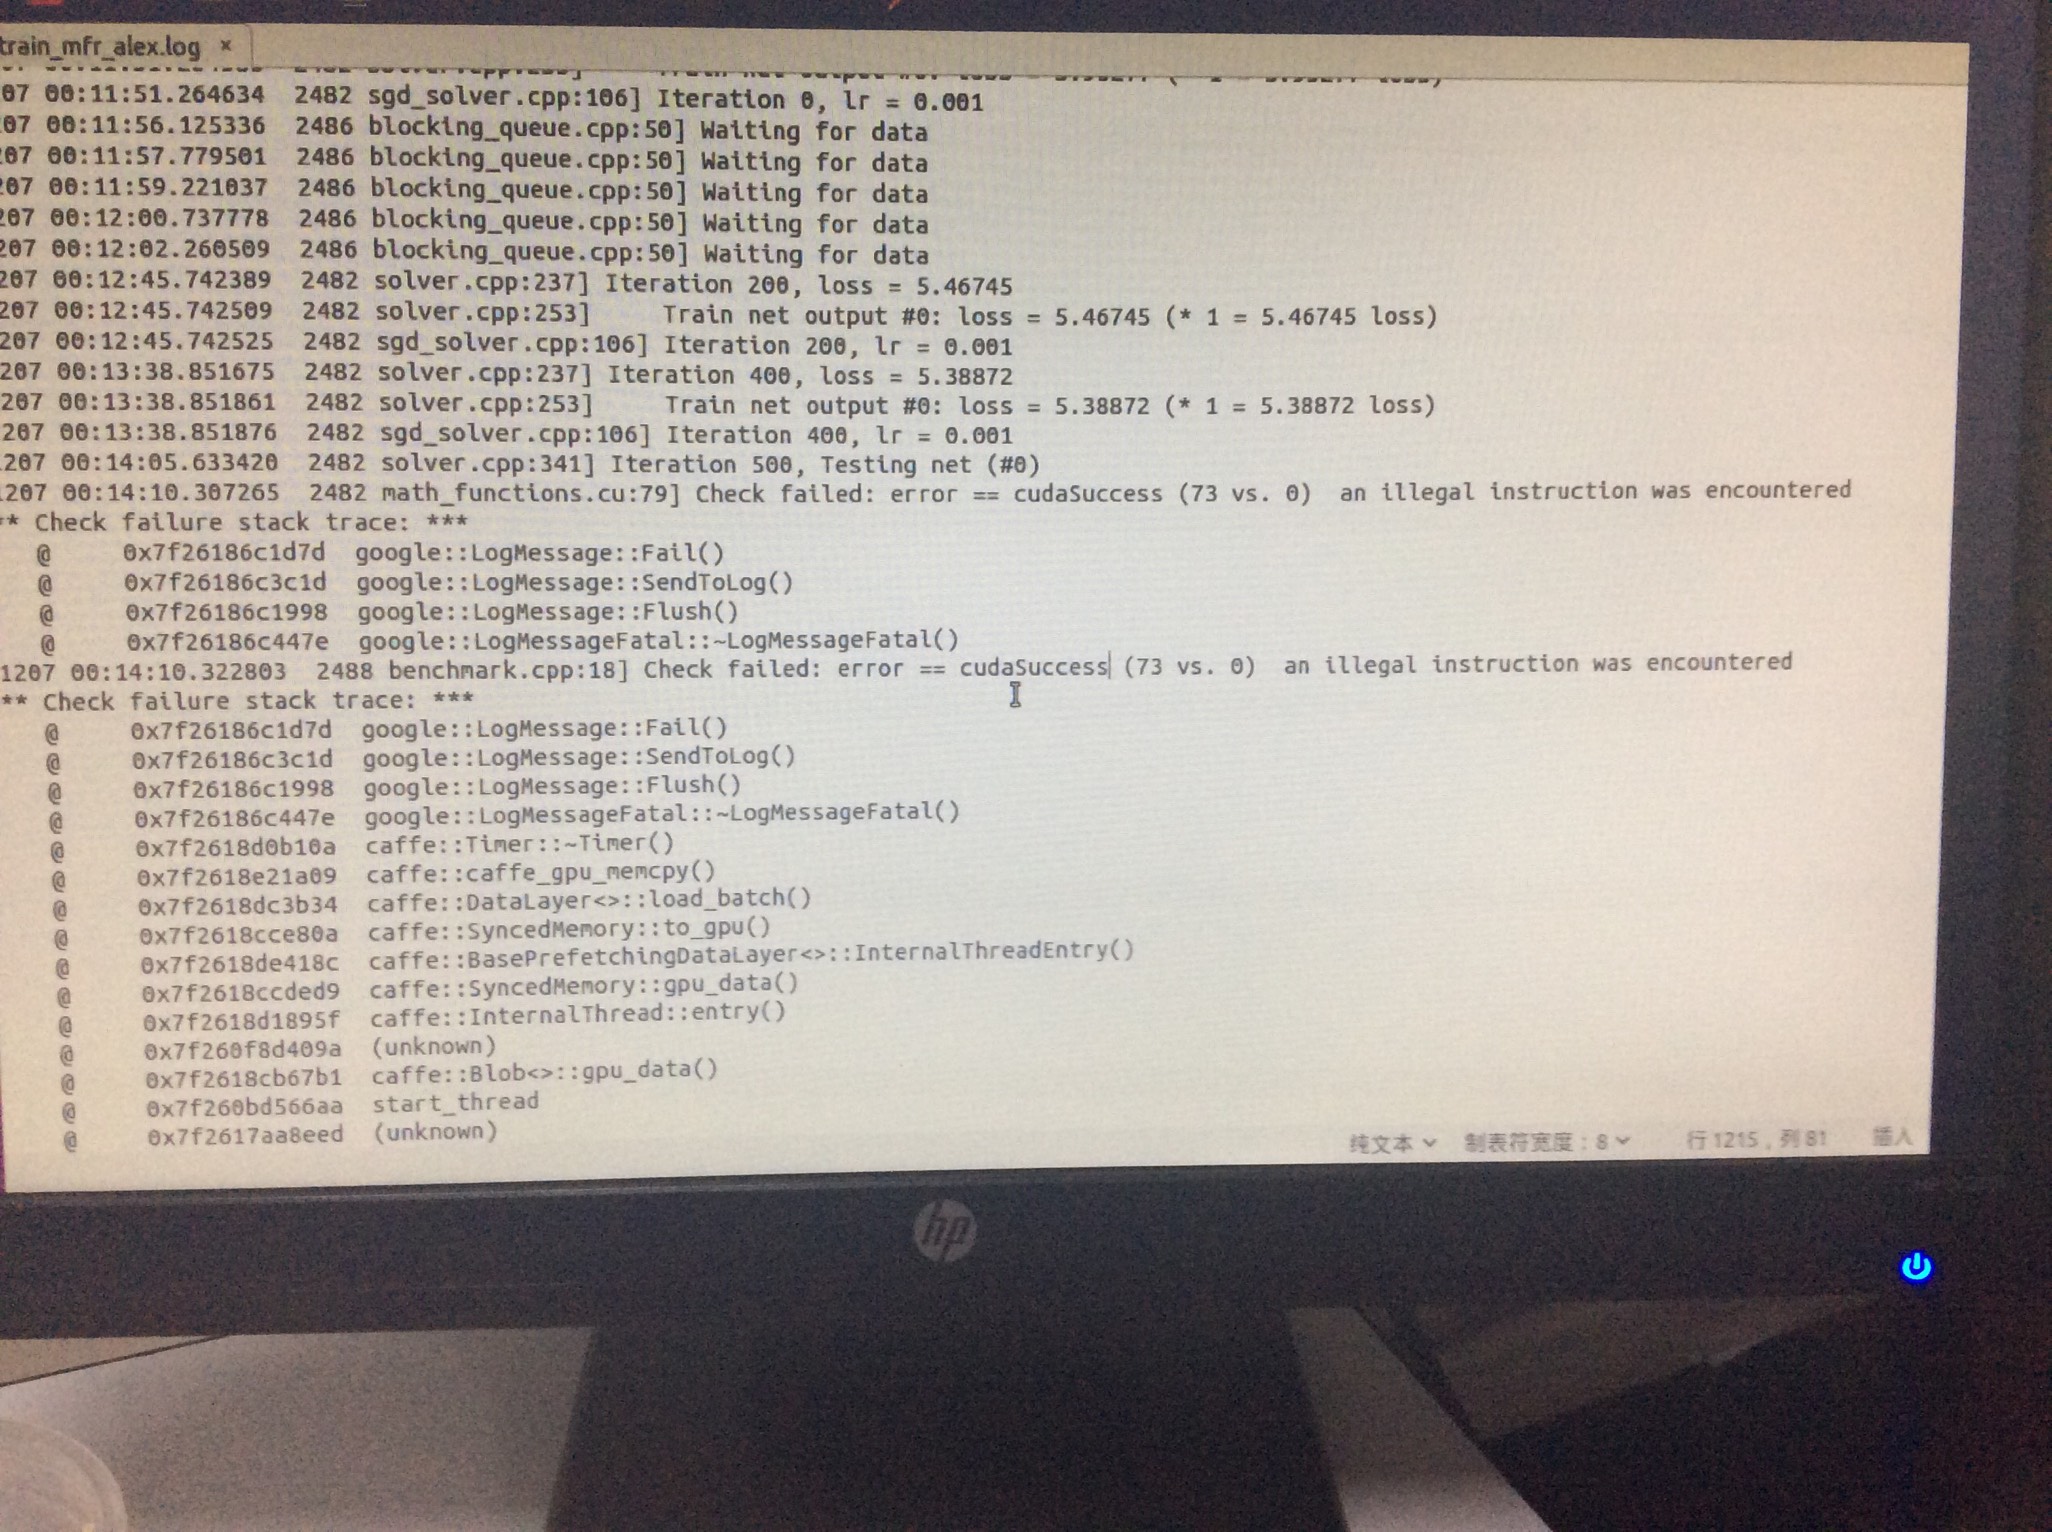 train_mfr_alex.log ×
07 00:11:51.264634 2482 sgd_solver.cpp:106] Iteration 0, lr = 0.001
07 00:11:56.125336 2486 blocking_queue.cpp:50] Waiting for data
207 00:11:57.779501 2486 blocking_queue.cpp:50] Waiting for data
207 00:11:59.221037 2486 blocking_queue.cpp:50] Waiting for data
207 00:12:00.737778 2486 blocking_queue.cpp:50] Waiting for data
207 00:12:02.260509 2486 blocking_queue.cpp:50] Waiting for data
207 00:12:45.742389 2482 solver.cpp:237] Iteration 200, loss = 5.46745
207 00:12:45.742509 2482 solver.cpp:253] Train net output #0: loss = 5.46745 (* 1 = 5.46745 loss)
207 00:12:45.742525 2482 sgd_solver.cpp:106] Iteration 200, lr = 0.001
207 00:13:38.851675 2482 solver.cpp:237] Iteration 400, loss = 5.38872
207 00:13:38.851861 2482 solver.cpp:253] Train net output #0: loss = 5.38872 (* 1 = 5.38872 loss)
207 00:13:38.851876 2482 sgd_solver.cpp:106] Iteration 400, lr = 0.001
1207 00:14:05.633420 2482 solver.cpp:341] Iteration 500, Testing net (#0)
1207 00:14:10.307265 2482 math_functions.cu:79] Check failed: error == cudaSuccess (73 vs. 0) an illegal instruction was encountered
** Check failure stack trace: ***
@ 0x7f26186c1d7d google::LogMessage::Fail()
@ 0x7f26186c3c1d google::LogMessage::SendToLog()
@ 0x7f26186c1998 google::LogMessage::Flush()
@ 0x7f26186c447e google::LogMessageFatal::~LogMessageFatal()
1207 00:14:10.322803 2488 benchmark.cpp:18] Check failed: error == cudaSuccess (73 vs. 0) an illegal instruction was encountered
** Check failure stack trace: ***
@ 0x7f26186c1d7d google::LogMessage::Fail()
@ 0x7f26186c3c1d google::LogMessage::SendToLog()
@ 0x7f26186c1998 google::LogMessage::Flush()
@ 0x7f26186c447e google::LogMessageFatal::~LogMessageFatal()
@ 0x7f2618d0b10a caffe::Timer::~Timer()
@ 0x7f2618e21a09 caffe::caffe_gpu_memcpy()
@ 0x7f2618dc3b34 caffe::DataLayer<>::load_batch()
@ 0x7f2618cce80a caffe::SyncedMemory::to_gpu()
@ 0x7f2618de418c caffe::BasePrefetchingDataLayer<>::InternalThreadEntry()
@ 0x7f2618ccded9 caffe::SyncedMemory::gpu_data()
@ 0x7f2618d1895f caffe::InternalThread::entry()
@ 0x7f260f8d409a (unknown)
@ 0x7f2618cb67b1 caffe::Blob<>::gpu_data()
@ 0x7f260bd566aa start_thread
@ 0x7f2617aa8eed (unknown)
纯文本 制表符宽度：8 行 1215，列 81 插入
hp